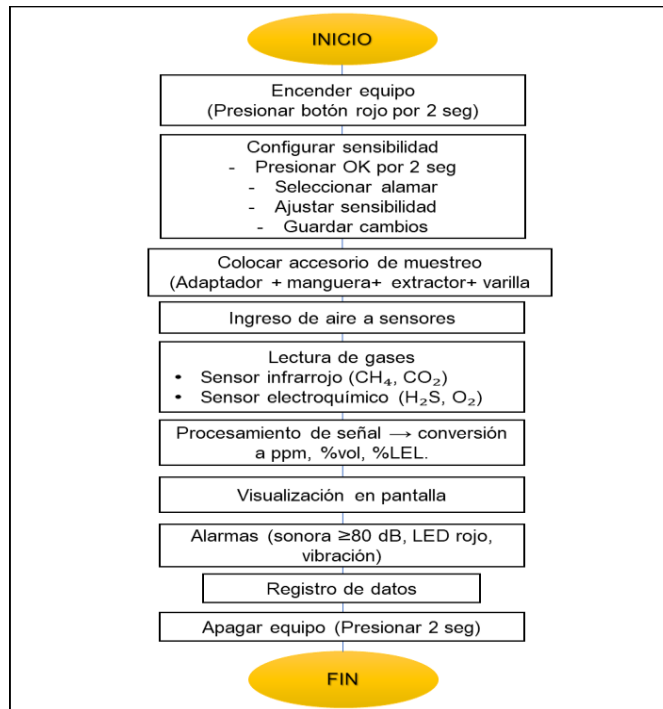 INICIO
Encender equipo
(Presionar botón rojo por 2 seg)
Configurar sensibilidad
- Presionar OK por 2 seg
- Seleccionar alamar
- Ajustar sensibilidad
- Guardar cambios
Colocar accesorio de muestreo
(Adaptador + manguera+ extractor+ varilla
Ingreso de aire a sensores
Lectura de gases
• Sensor infrarrojo (CH₄, CO₂)
• Sensor electroquímico (H₂S, O₂)
Procesamiento de señal → conversión
a ppm, %vol, %LEL.
Visualización en pantalla
Alarmas (sonora ≥80 dB, LED rojo,
vibración)
Registro de datos
Apagar equipo (Presionar 2 seg)
FIN